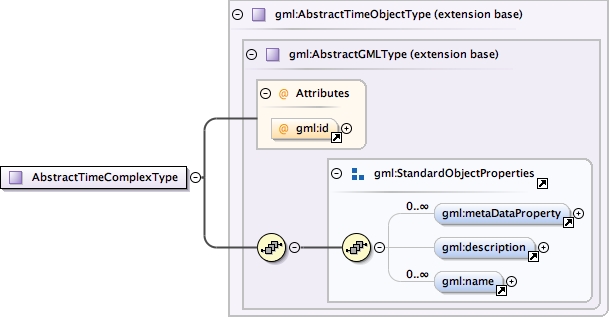 gml:AbstractTimeObjectType (extension base)
gml:AbstractGMLType (extension base)
@ Attributes
@ gml:id
AbstractTimeComplexType
gml:StandardObjectProperties
0..∞
gml:metaDataProperty
gml:description
0..∞
gml:name